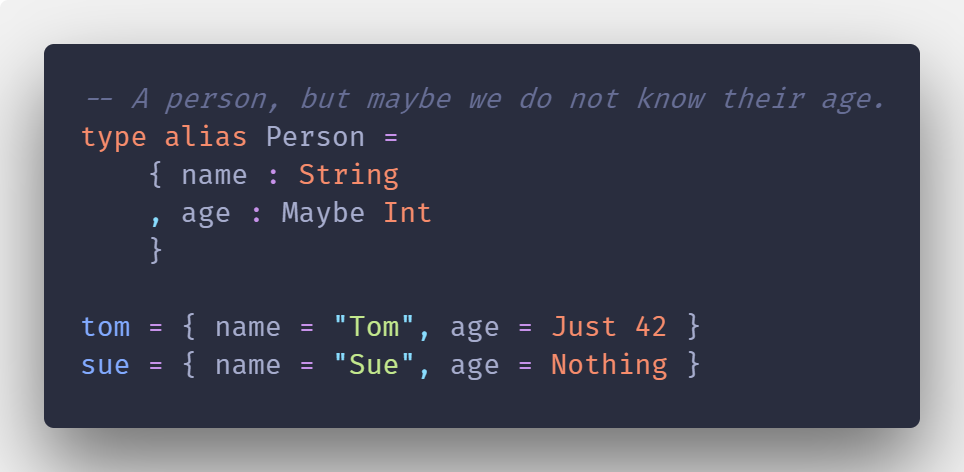 -- A person, but maybe we do not know their age.
type alias Person =
    { name : String
    , age : Maybe Int
    }
tom = { name = "Tom", age = Just 42 }
sue = { name = "Sue", age = Nothing }